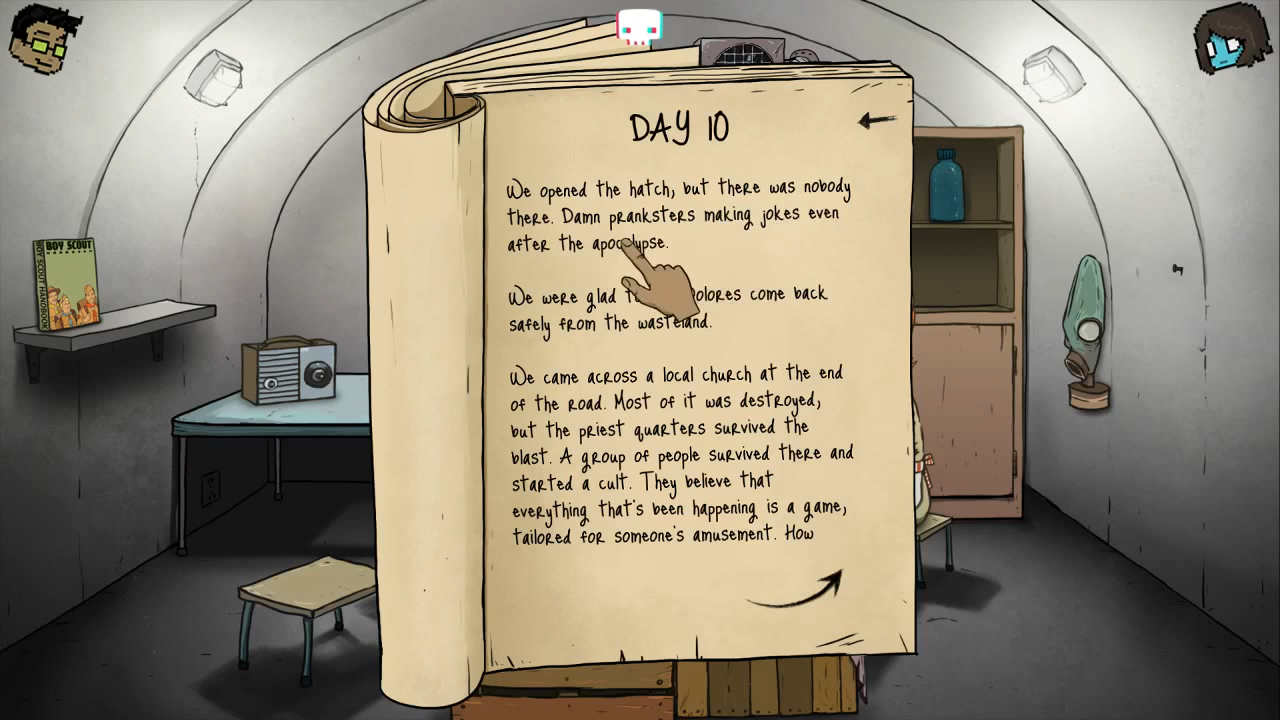 DAY 10
We opened the hatch, but there was nobody
there. Damn pranksters making jokes even
after the apocalypse.
We were glad Dolores come back
safely from the wasteland.
We came across a local church at the end
of the road. Most of it was destroyed,
but the priest quarters survived the
blast. A group of people survived there and
started a cult. They believe that
everything that's been happening is a game,
tailored for someone's amusement. How
BOY SCOUT
BOY SCOUT HANDBOOK